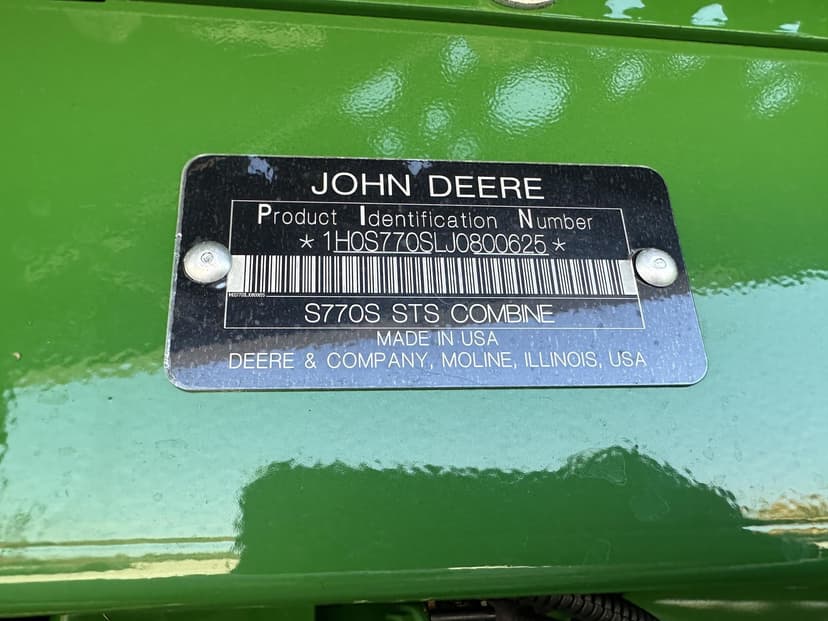 JOHN DEERE
Product Identification Number
*1H0S770SLJ0800625*
S770S STS COMBINE
MADE IN USA
DEERE & COMPANY, MOLINE, ILLINOIS, USA